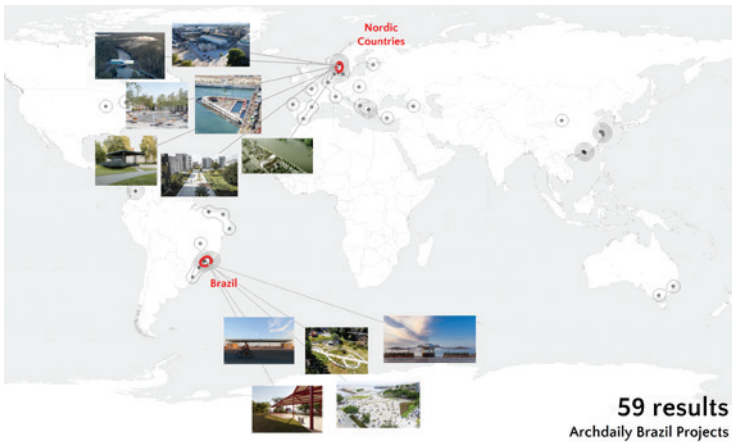 Nordic
Countries
Brazil
59 results
Archdaily Brazil Projects